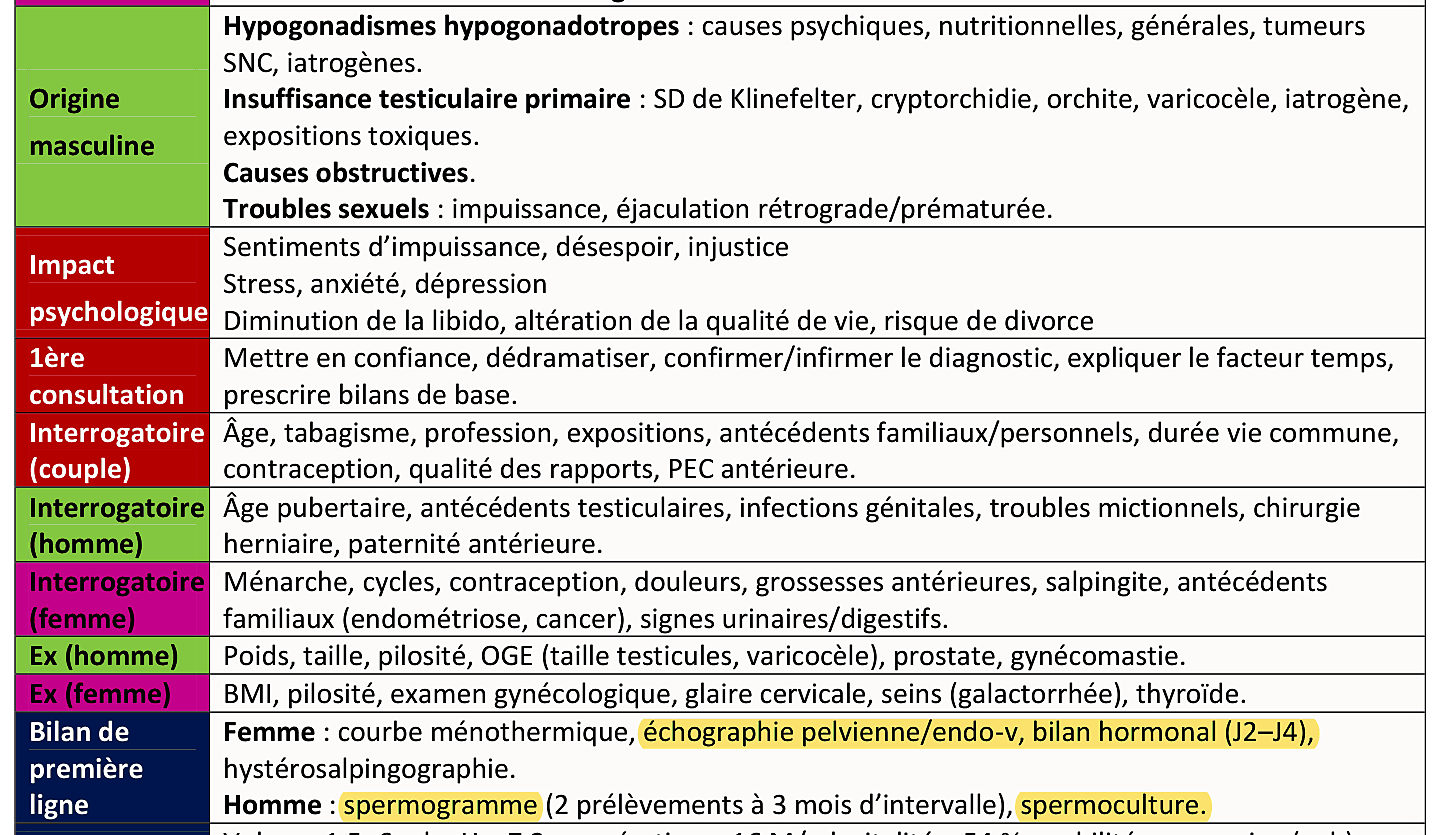 Origine
masculine
Hypogonadismes hypogonadotropes : causes psychiques, nutritionnelles, générales, tumeurs
SNC, iatrogènes.
Insuffisance testiculaire primaire : SD de Klinefelter, cryptorchidie, orchite, varicocèle, iatrogène,
expositions toxiques.
Causes obstructives.
Troubles sexuels : impuissance, éjaculation rétrograde/prématurée.
Impact
psychologique
Sentiments d’impuissance, désespoir, injustice
Stress, anxiété, dépression
Diminution de la libido, altération de la qualité de vie, risque de divorce
1ère
consultation
Mettre en confiance, dédramatiser, confirmer/infirmer le diagnostic, expliquer le facteur temps,
prescrire bilans de base.
Interrogatoire
(couple)
Âge, tabagisme, profession, expositions, antécédents familiaux/personnels, durée vie commune,
contraception, qualité des rapports, PEC antérieure.
Interrogatoire
(homme)
Âge pubertaire, antécédents testiculaires, infections génitales, troubles mictionnels, chirurgie
herniaire, paternité antérieure.
Interrogatoire
(femme)
Ménarche, cycles, contraception, douleurs, grossesses antérieures, salpingite, antécédents
familiaux (endométriose, cancer), signes urinaires/digestifs.
Ex (homme)
Poids, taille, pilosité, OGE (taille testicules, varicocèle), prostate, gynécomastie.
Ex (femme)
BMI, pilosité, examen gynécologique, glaire cervicale, seins (galactorrhée), thyroïde.
Bilan de
première
ligne
Femme : courbe ménothermique, échographie pelvienne/endo-v, bilan hormonal (J2–J4),
hystérosalpingographie.
Homme : spermogramme (2 prélèvements à 3 mois d’intervalle), spermoculture.